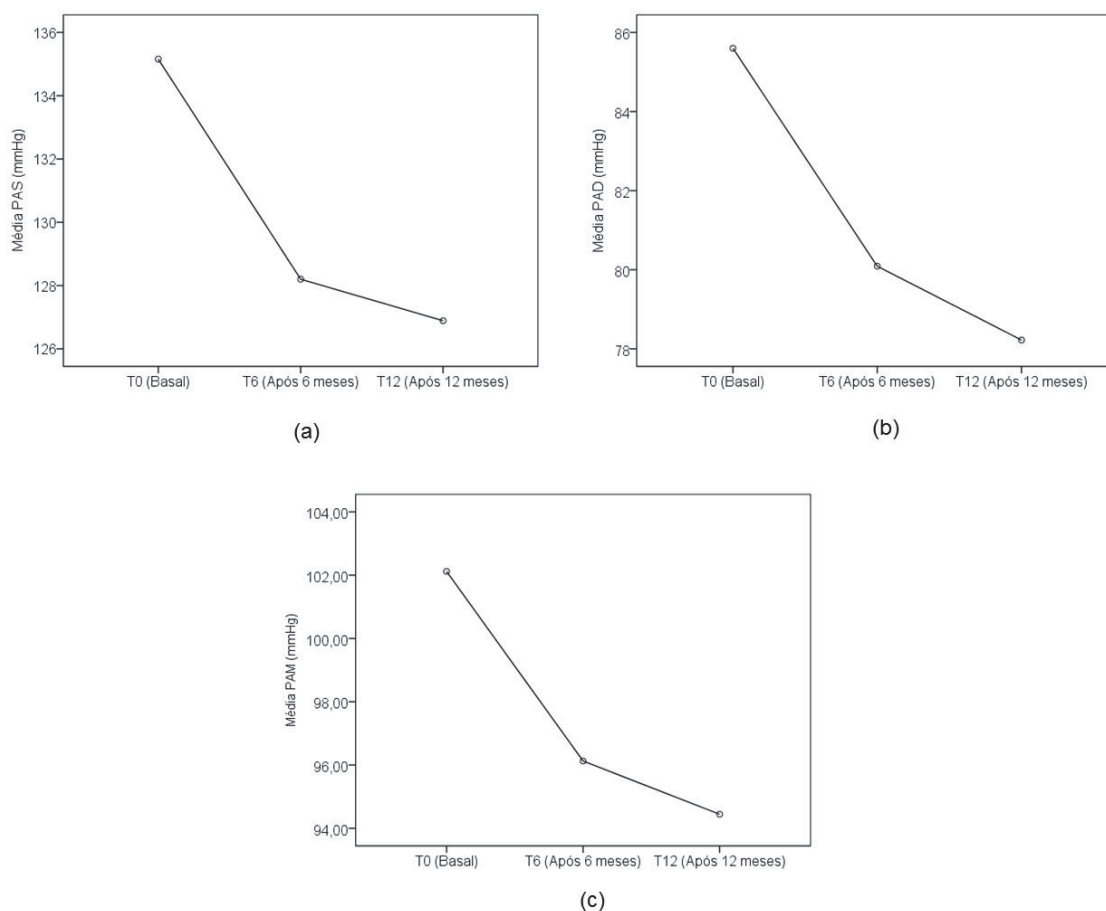 Média PAS (mmHg)
136
134
132
130
128
126
T0 (Basal)
T6 (Após 6 meses)
T12 (Após 12 meses)
(a)
Média PAD (mmHg)
86
84
82
80
78
T0 (Basal)
T6 (Após 6 meses)
T12 (Após 12 meses)
(b)
Média PAM (mmHg)
104,00
102,00
100,00
98,00
96,00
94,00
T0 (Basal)
T6 (Após 6 meses)
T12 (Após 12 meses)
(c)